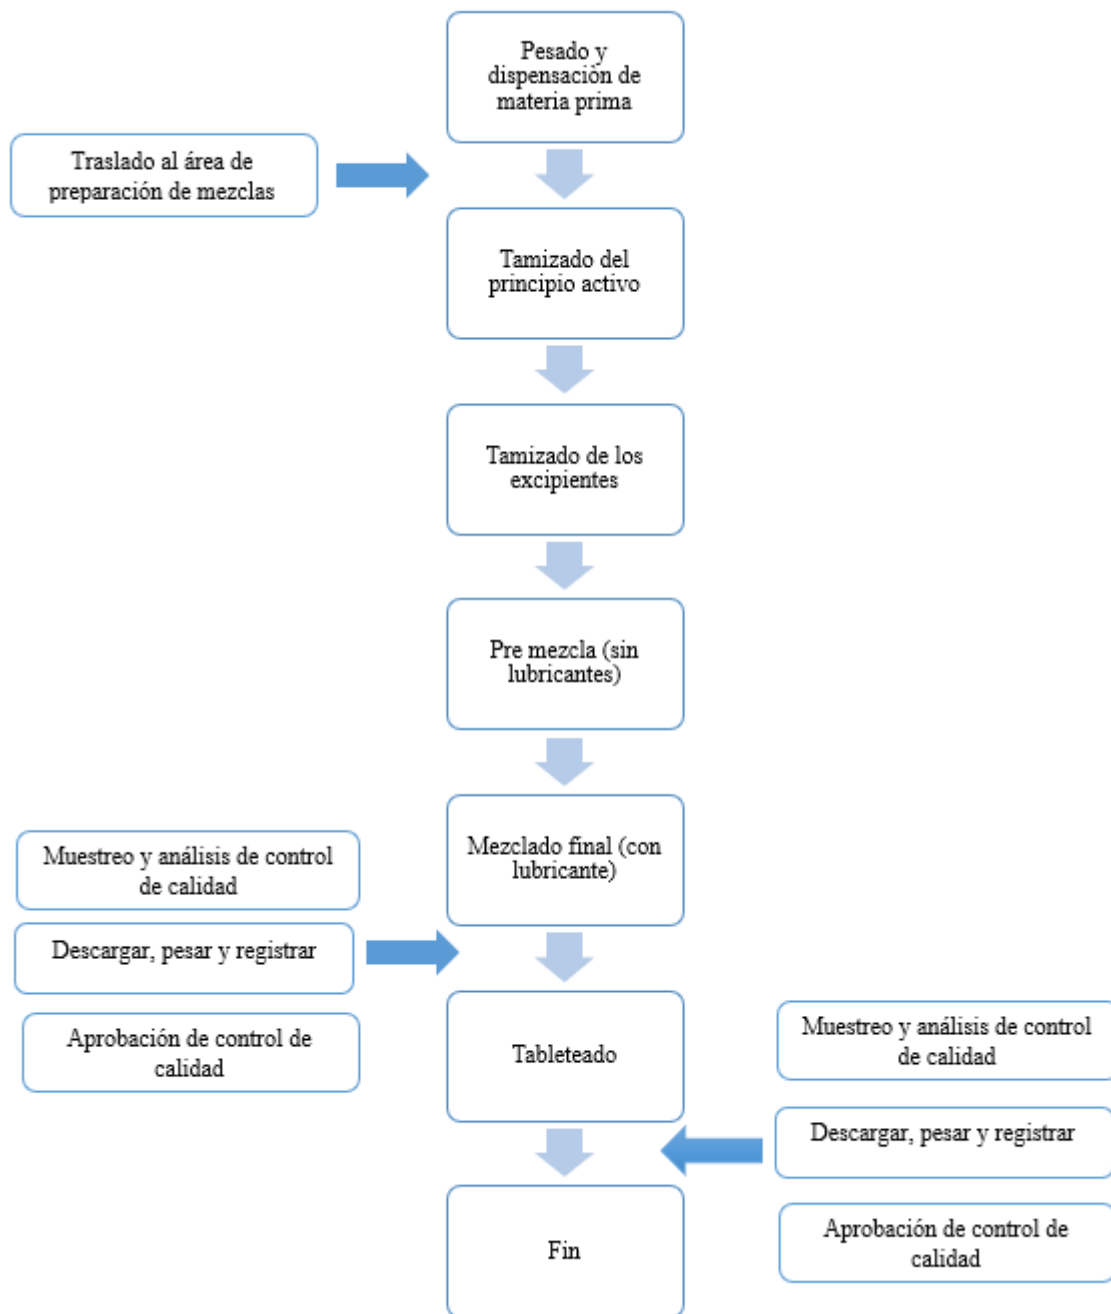 Pesado y
dispensación de
materia prima
Traslado al área de
preparación de mezclas
Tamizado del
principio activo
Tamizado de los
excipientes
Pre mezcla (sin
lubricantes)
Mezclado final (con
lubricante)
Muestreo y análisis de control
de calidad
Descargar, pesar y registrar
Aprobación de control de
calidad
Tableteado
Muestreo y análisis de control
de calidad
Descargar, pesar y registrar
Aprobación de control de
calidad
Fin